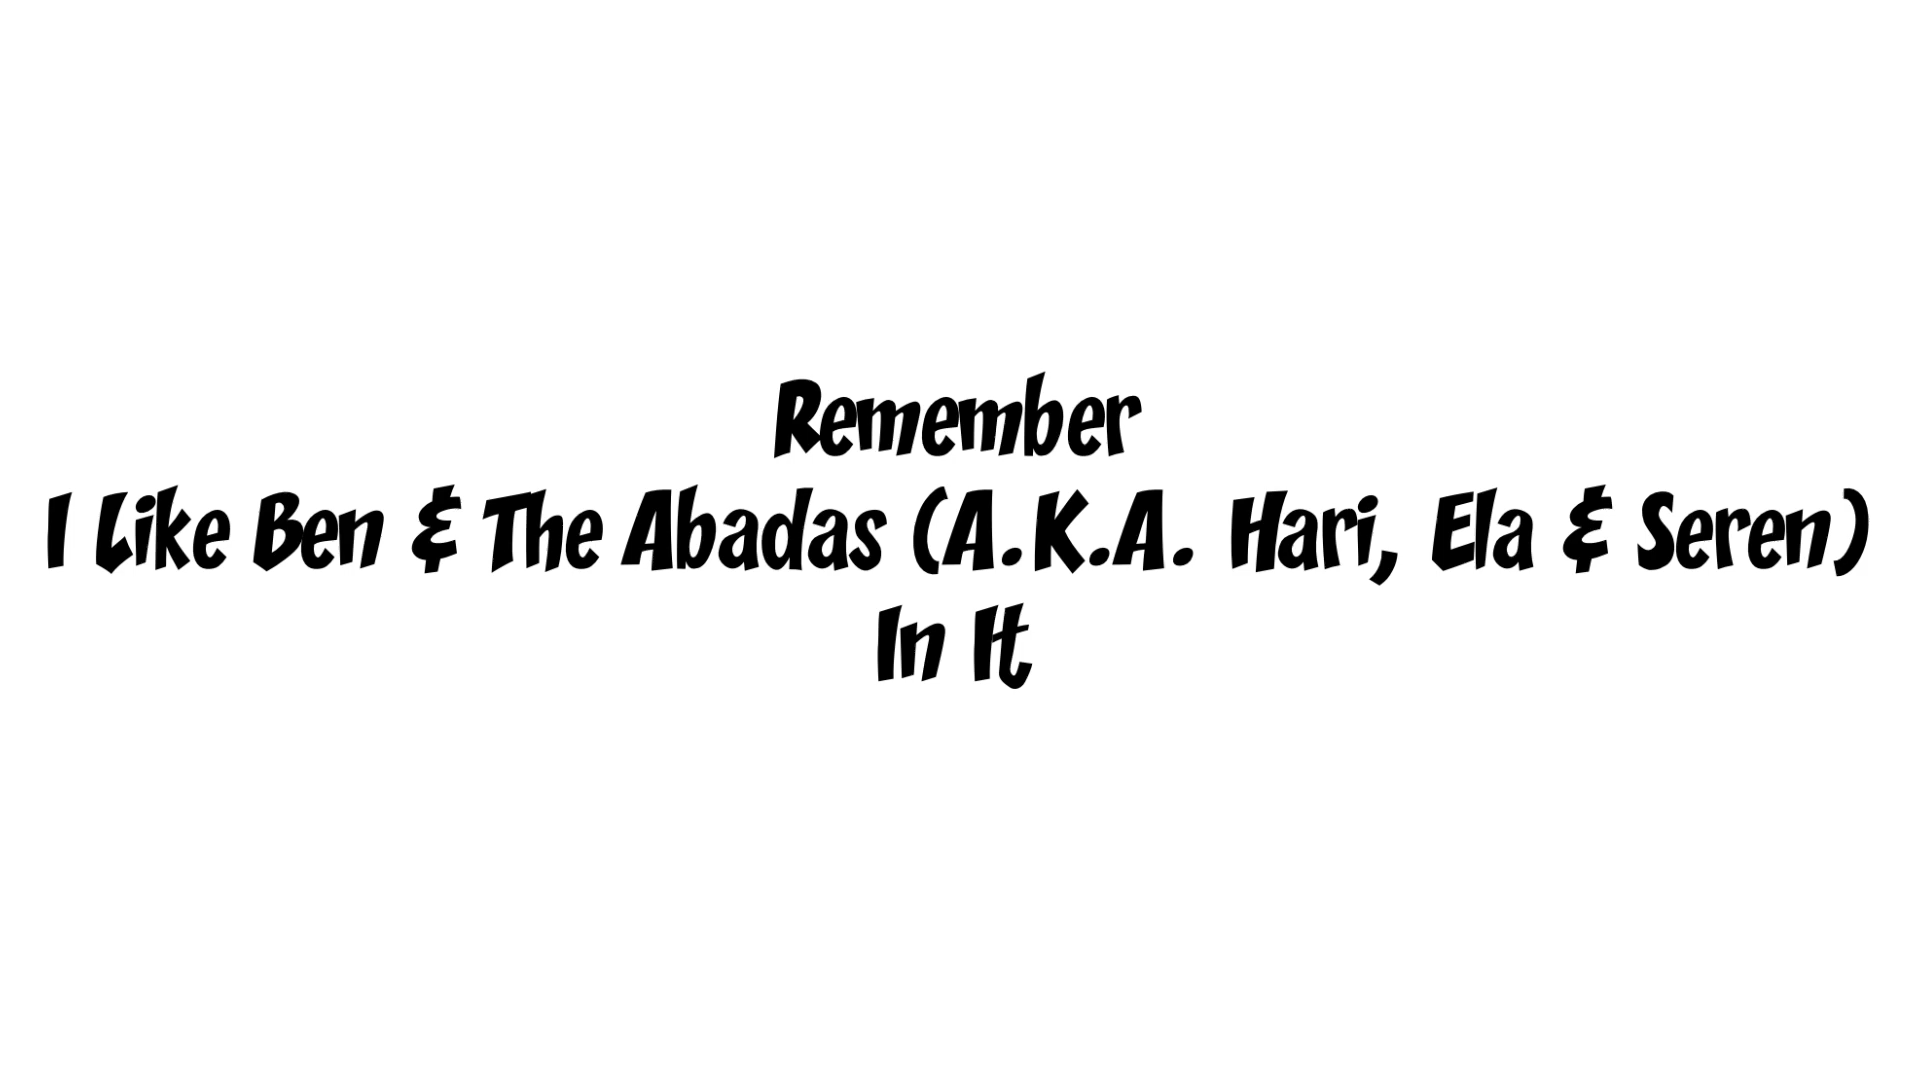 Remember
I Like Ben & The Abadas (A.K.A. Hari, Ela & Seren)
In It